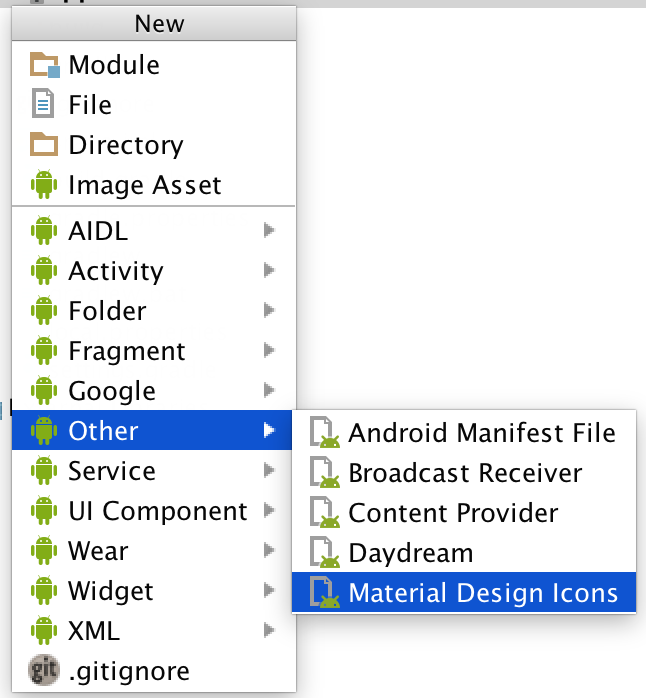 New
Module
File
Directory
Image Asset
AIDL
Activity
Folder
Fragment
Google
Other
Service
UI Component
Wear
Widget
XML
git .gitignore
Android Manifest File
Broadcast Receiver
Content Provider
Daydream
Material Design Icons